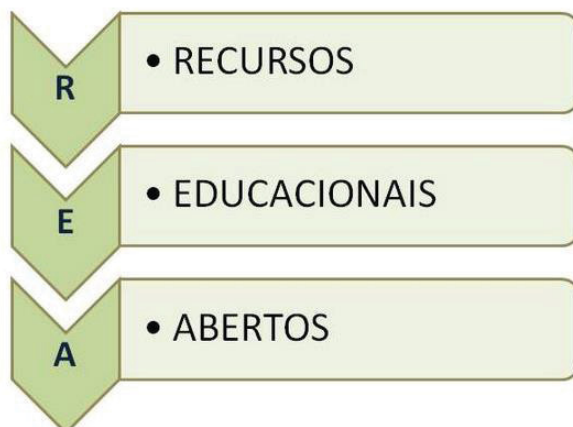 R
• RECURSOS
E
• EDUCACIONAIS
A
• ABERTOS